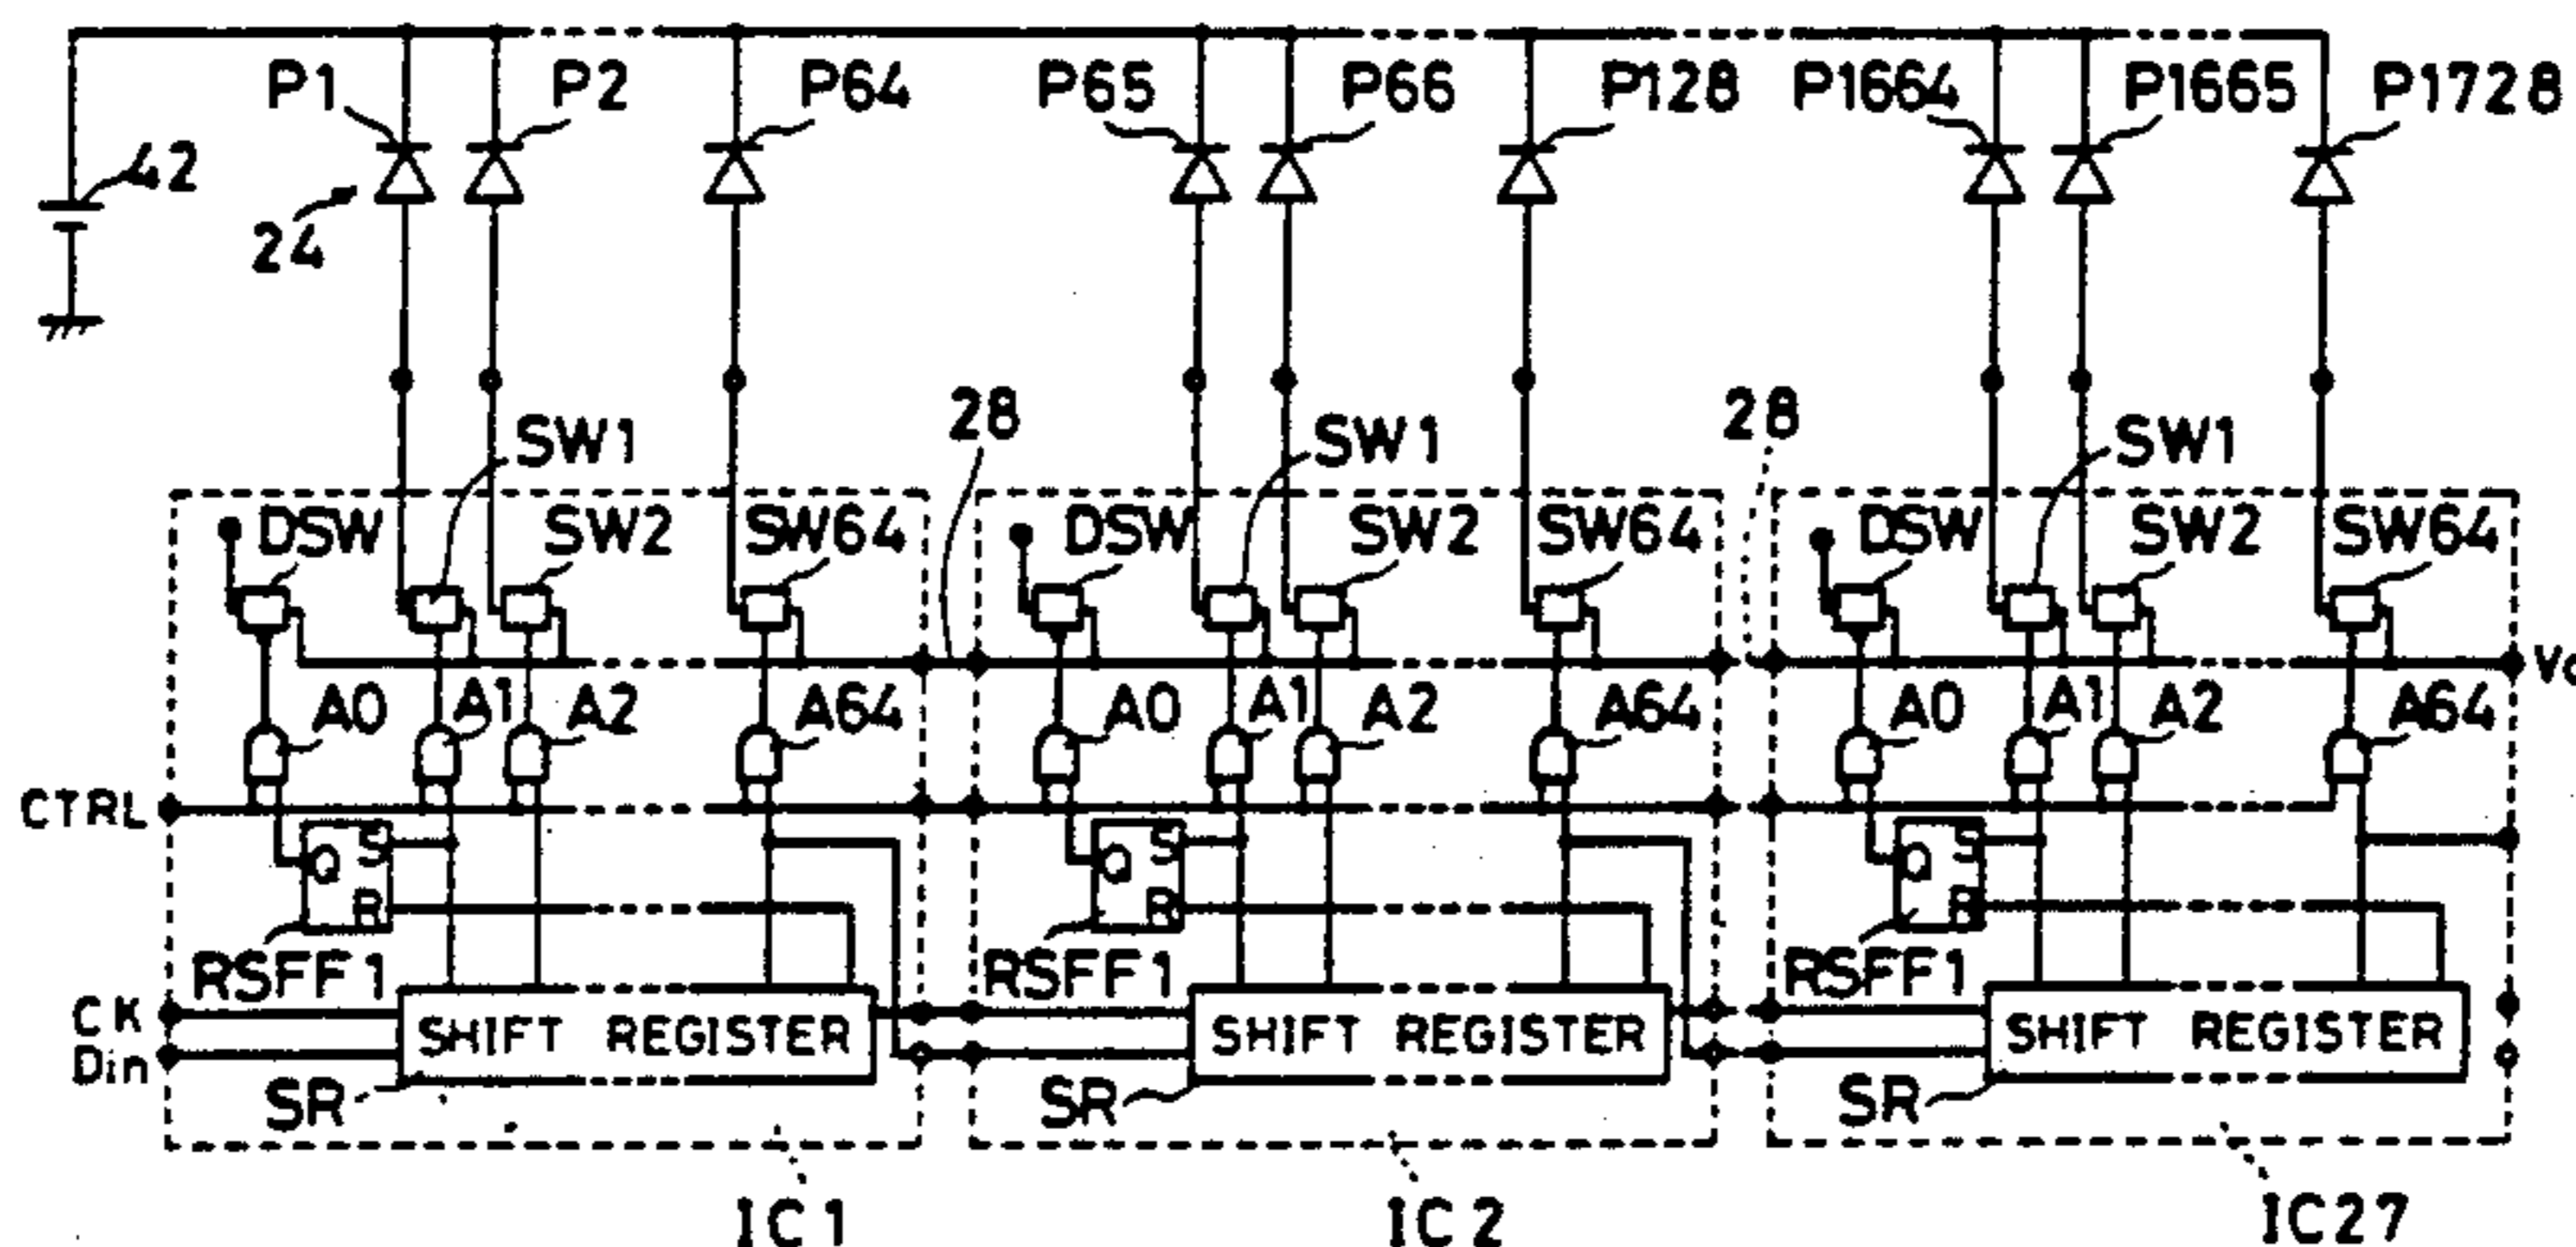 P1 P2 P64 P65 P66 P128 P1664 P1665 P1728
42
24
28 28
SW1 SW1 SW1
DSW SW2 SW64 DSW SW2 SW64 DSW SW2 SW64
A0 A1 A2 A64 A0 A1 A2 A64 A0 A1 A2 A64
CTRL
Q S R Q S R Q S R
RSFF1 RSFF1 RSFF1
CK
Din
SHIFT REGISTER SHIFT REGISTER SHIFT REGISTER
SR SR SR
IC1 IC2 IC27